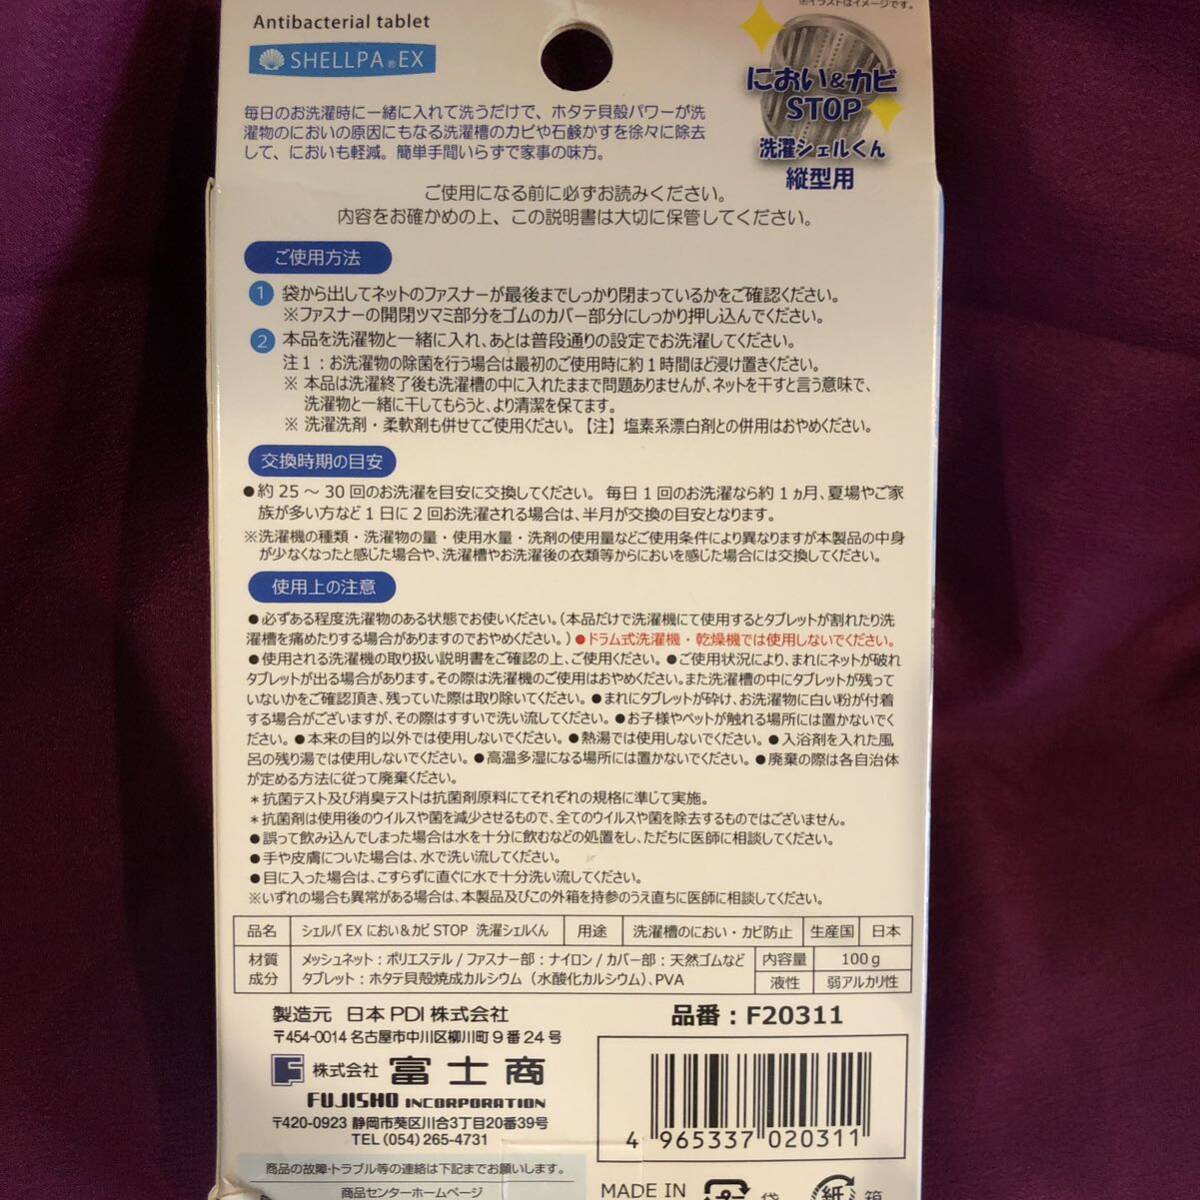 Antibacterial tablet
SHELLPA® EX
※イラストはイメージです。
におい&カビ
STOP
洗濯シェルくん
縦型用
毎日のお洗濯時に一緒に入れて洗うだけで、ホタテ貝殻パワーが洗
濯物のにおいの原因にもなる洗濯槽のカビや石鹸かすを徐々に除去
して、においも軽減。簡単手間いらずで家事の味方。
ご使用になる前に必ずお読みください。
内容をお確かめの上、この説明書は大切に保管してください。
ご使用方法
1 袋から出してネットのファスナーが最後までしっかり閉まっているかをご確認ください。
※ファスナーの開閉ツマミ部分をゴムのカバー部分にしっかり押し込んでください。
2 本品を洗濯物と一緒に入れ、あとは普段通りの設定でお洗濯してください。
注1：お洗濯物の除菌を行う場合は最初のご使用時に約1時間ほど浸け置きください。
※ 本品は洗濯終了後も洗濯槽の中に入れたままで問題ありませんが、ネットを干すと言う意味で、
洗濯物と一緒に干してもらうと、より清潔を保てます。
※ 洗濯洗剤・柔軟剤も併せてご使用ください。【注】塩素系漂白剤との併用はおやめください。
交換時期の目安
●約25～30回のお洗濯を目安に交換してください。 毎日1回のお洗濯なら約1ヵ月、夏場やご家
族が多い方など1日に2回お洗濯される場合は、半月が交換の目安となります。
※洗濯機の種類・洗濯物の量・使用水量・洗剤の使用量などご使用条件により異なりますが本製品の中身
が少なくなったと感じた場合や、洗濯槽やお洗濯後の衣類等からにおいを感じた場合には交換してください。
使用上の注意
●必ずある程度洗濯物のある状態でお使いください。(本品だけで洗濯機にて使用するとタブレットが割れたり洗
濯槽を痛めたりする場合がありますのでおやめください。)●ドラム式洗濯機・乾燥機では使用しないでください。
●使用される洗濯機の取り扱い説明書をご確認の上、ご使用ください。●ご使用状況により、まれにネットが破れ
タブレットが出る場合があります。その際は洗濯機のご使用はおやめください。また洗濯槽の中にタブレットが残って
いないかをご確認頂き、残っていた際は取り除いてください。●まれにタブレットが砕け、お洗濯物に白い粉が付着
する場合がございますが、その際はすすいで洗い流してください。●お子様やペットが触れる場所には置かないでく
ださい。●本来の目的以外では使用しないでください。●熱湯では使用しないでください。●入浴剤を入れた風
呂の残り湯では使用しないでください。●高温多湿になる場所には置かないでください。●廃棄の際は各自治体
が定める方法に従って廃棄ください。
＊抗菌テスト及び消臭テストは抗菌剤原料にてそれぞれの規格に準じて実施。
＊抗菌剤は使用後のウイルスや菌を減少させるもので、全てのウイルスや菌を除去するものではございません。
●誤って飲み込んでしまった場合は水を十分に飲むなどの処置をし、ただちに医師に相談してください。
●手や皮膚についた場合は、水で洗い流してください。
●目に入った場合は、こすらずに直ぐに水で十分洗い流してください。
※いずれの場合も異常がある場合は、本製品及びこの外箱を持参のうえ直ちに医師に相談してください。
品名 シェルパ EX におい&カビ STOP 洗濯シェルくん 用途 洗濯槽のにおい・カビ防止 生産国 日本
材質 メッシュネット：ポリエステル / ファスナー部：ナイロン / カバー部：天然ゴムなど 内容量 100g
成分 タブレット：ホタテ貝殻焼成カルシウム（水酸化カルシウム）、PVA 液性 弱アルカリ性
製造元 日本PDI株式会社
〒454-0014 名古屋市中川区柳川町9番24号
品番：F20311
株式会社 富士商
FUJISHO INCORPORATION
〒420-0923 静岡市葵区川合3丁目20番39号
TEL (054) 265-4731
4 965337 020311
商品の故障・トラブル等の連絡は下記までお願いします。
商品センターホームページ
MADE IN
プラ 袋
紙 箱